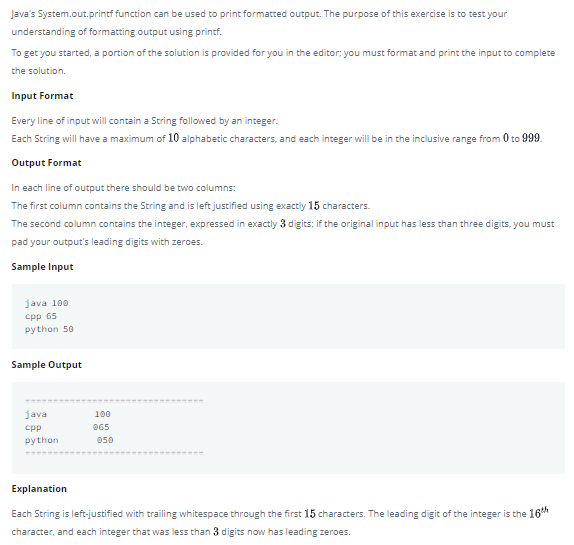 Java's System.out.printf function can be used to print formatted output. The purpose of this exercise is to test your
understanding of formatting output using printf.
To get you started, a portion of the solution is provided for you in the editor; you must format and print the input to complete
the solution.
Input Format
Every line of input will contain a String followed by an integer.
Each String will have a maximum of 10 alphabetic characters, and each integer will be in the inclusive range from 0 to 999.
Output Format
In each line of output there should be two columns:
The first column contains the String and is left justified using exactly 15 characters.
The second column contains the integer, expressed in exactly 3 digits; if the original input has less than three digits, you must
pad your output's leading digits with zeroes.
Sample Input
java 100
cpp 65
python 50
Sample Output
================================
java           100
cpp            065
python         050
================================
Explanation
Each String is left-justified with trailing whitespace through the first 15 characters. The leading digit of the integer is the 16th
character, and each integer that was less than 3 digits now has leading zeroes.